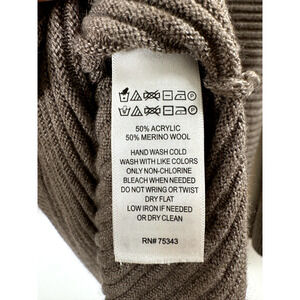 50% ACRYLIC
50% MERINO WOOL
HAND WASH COLD
WASH WITH LIKE COLORS
ONLY NON-CHLORINE
BLEACH WHEN NEEDED
DO NOT WRING OR TWIST
DRY FLAT
LOW IRON IF NEEDED
OR DRY CLEAN
RN# 75343